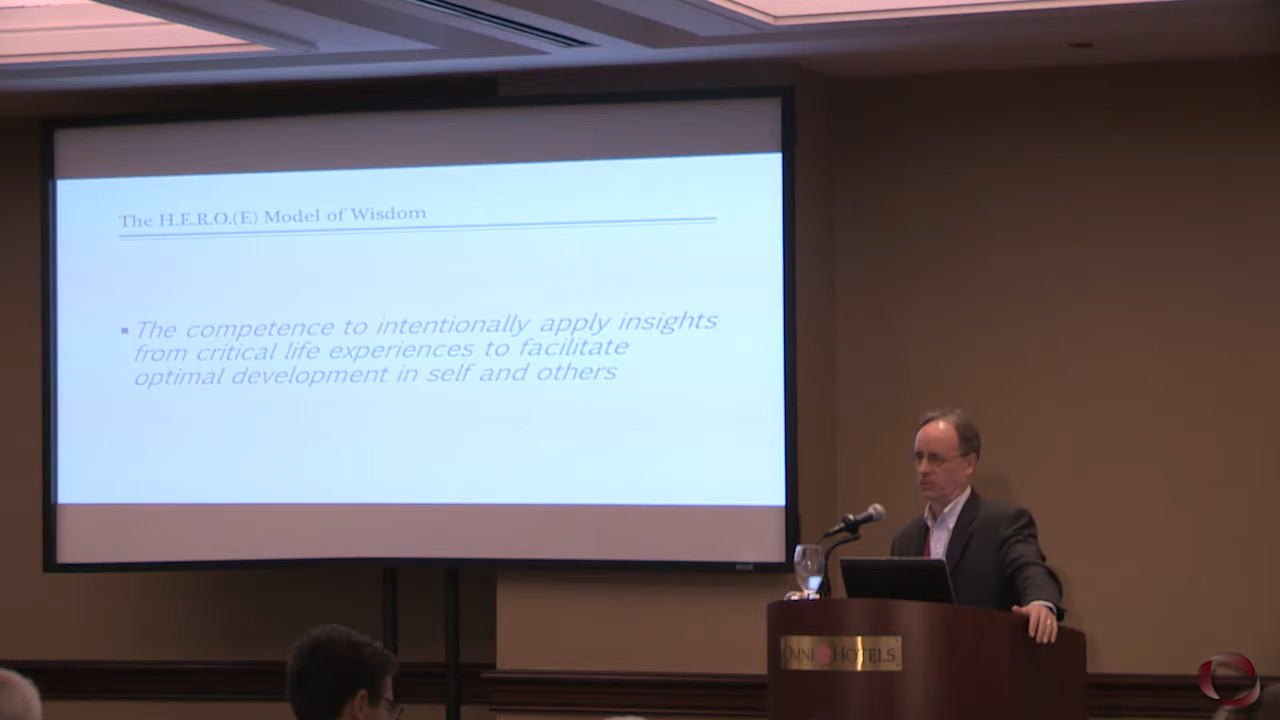 The H.E.R.O.(E) Model of Wisdom
▪ The competence to intentionally apply insights
from critical life experiences to facilitate
optimal development in self and others
OMNI HOTELS